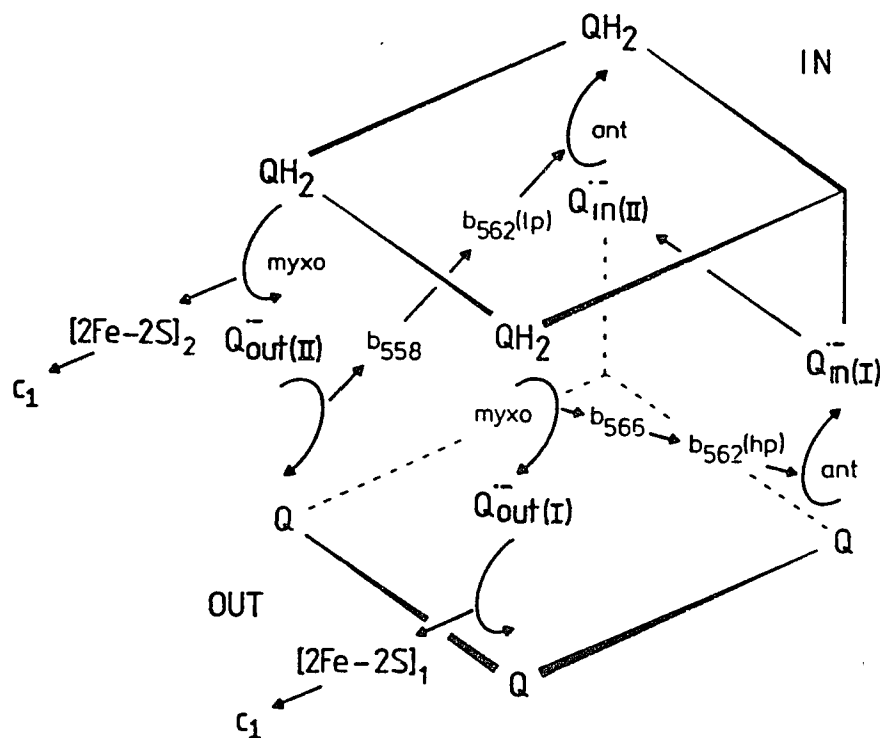 QH₂
IN
ant
QH₂
Q·̅in(II)
b₅₆₂(lp)
myxo
[2Fe-2S]₂
Q·̅out(II)
b₅₅₈
QH₂
Q·̅in(I)
c₁
myxo
b₅₆₆
b₅₆₂(hp)
ant
Q
Q·̅out(I)
Q
OUT
[2Fe-2S]₁
Q
c₁